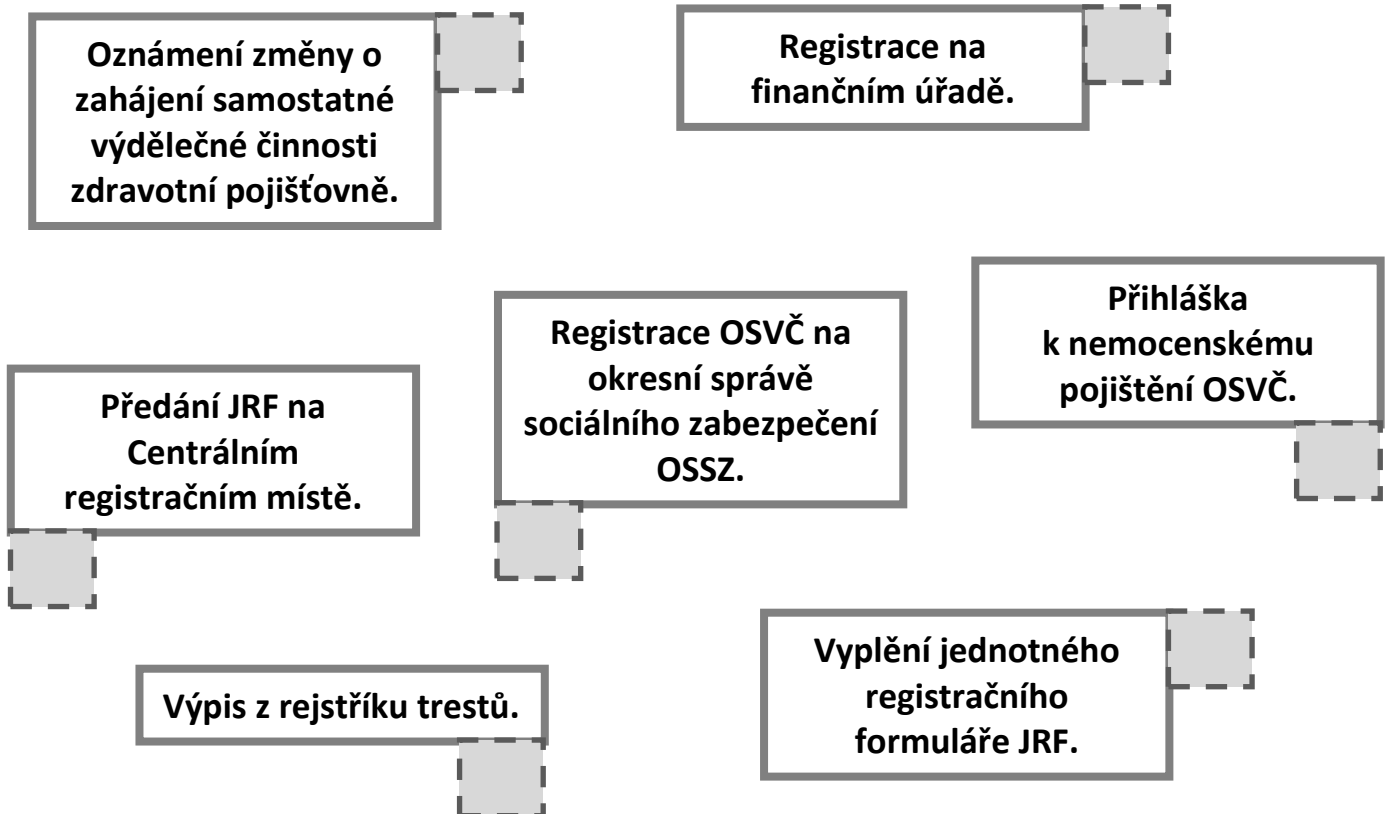 Oznámení změny o
zahájení samostatné
výdělečné činnosti
zdravotní pojišťovně.
Registrace na
finančním úřadě.
Přihláška
k nemocenskému
pojištění OSVČ.
Registrace OSVČ na
okresní správě
sociálního zabezpečení
OSSZ.
Předání JRF na
Centrálním
registračním místě.
Výpis z rejstříku trestů.
Vyplění jednotného
registračního
formuláře JRF.